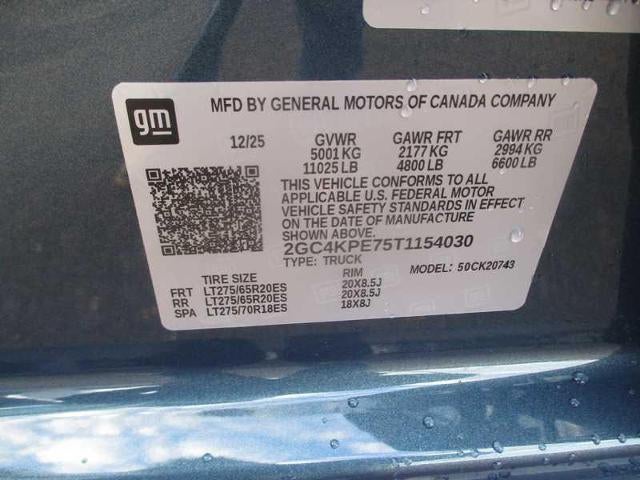 gm
MFD BY GENERAL MOTORS OF CANADA COMPANY
12/25 GVWR GAWR FRT GAWR RR
5001 KG 2177 KG 2994 KG
11025 LB 4800 LB 6600 LB
THIS VEHICLE CONFORMS TO ALL
APPLICABLE U.S. FEDERAL MOTOR
VEHICLE SAFETY STANDARDS IN EFFECT
ON THE DATE OF MANUFACTURE
SHOWN ABOVE.
2GC4KPE75T1154030
TYPE: TRUCK MODEL: 50CK20743
TIRE SIZE RIM
FRT LT275/65R20ES 20X8.5J
RR LT275/65R20ES 20X8.5J
SPA LT275/70R18ES 18X8J